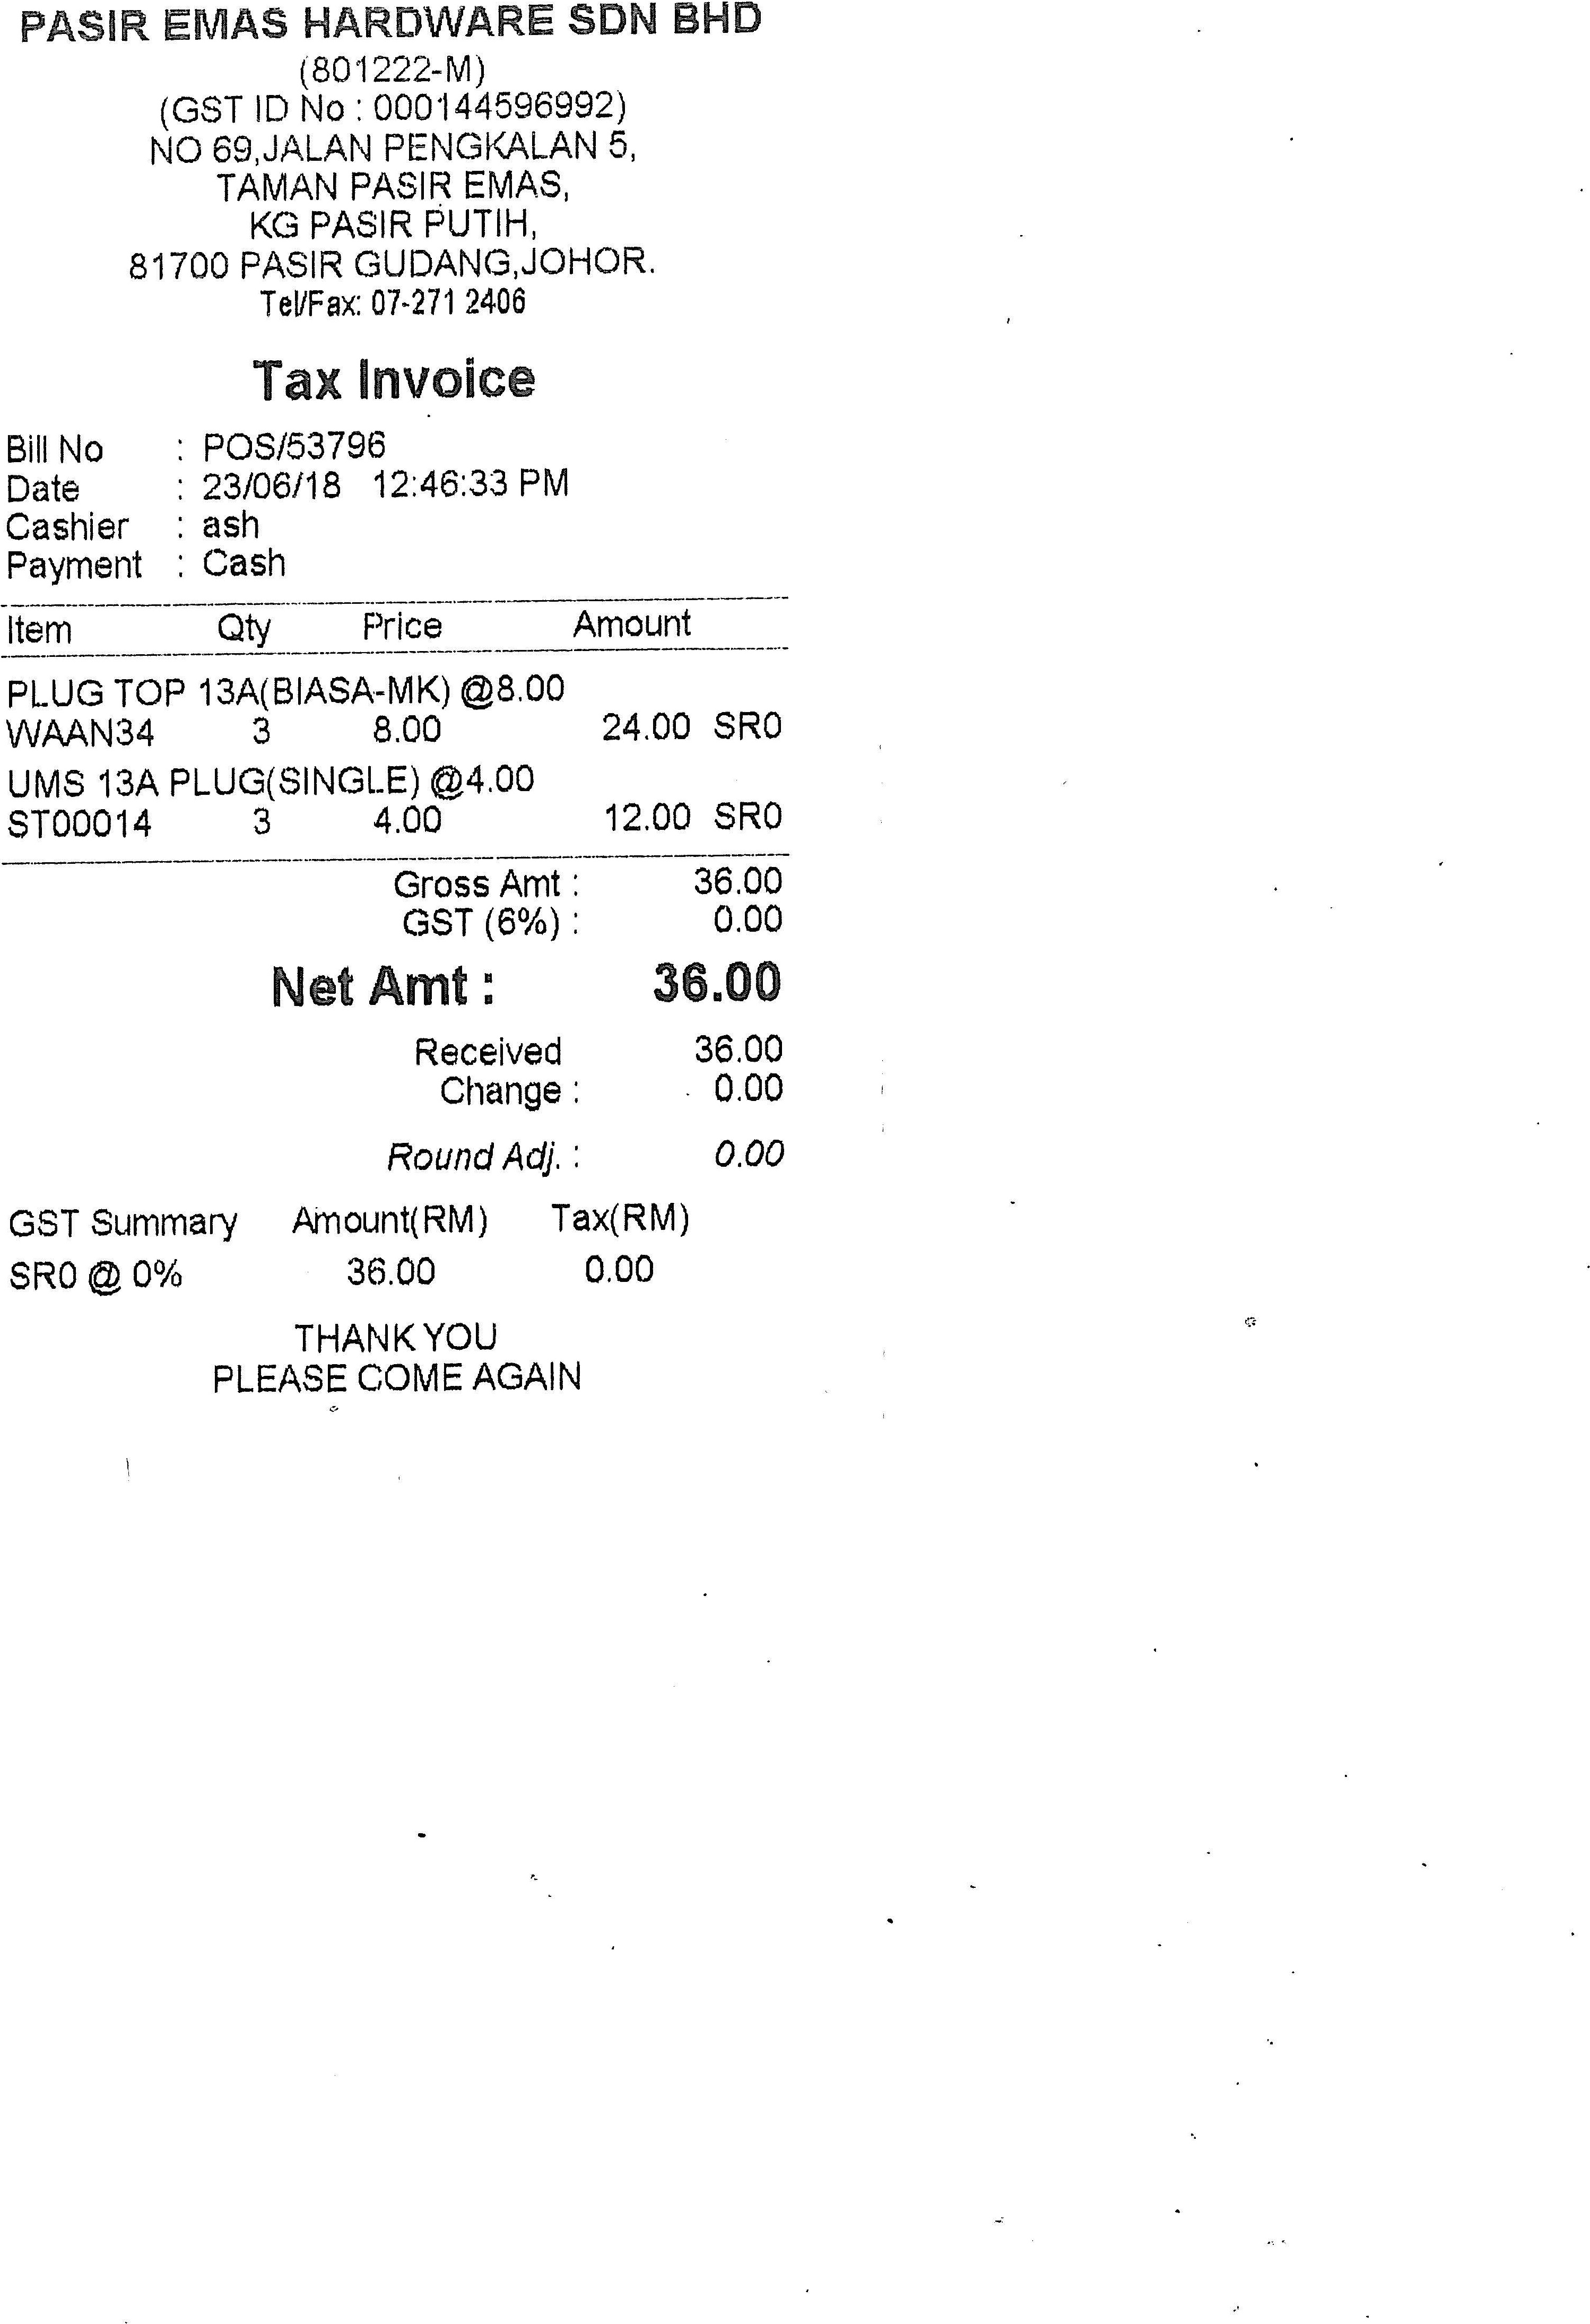 PASIR EMAS HARDWARE SDN BHD
(801222-M)
(GST ID No : 000144596992)
NO 69,JALAN PENGKALAN 5,
TAMAN PASIR EMAS,
KG PASIR PUTIH,
81700 PASIR GUDANG,JOHOR.
Tel/Fax: 07-271 2406
Tax Invoice
Bill No : POS/53796
Date : 23/06/18 12:46:33 PM
Cashier : ash
Payment : Cash
Item Qty Price Amount
PLUG TOP 13A(BIASA-MK) @8.00
WAAN34 3 8.00 24.00 SR0
UMS 13A PLUG(SINGLE) @4.00
ST00014 3 4.00 12.00 SR0
Gross Amt : 36.00
GST (6%) : 0.00
Net Amt : 36.00
Received 36.00
Change : 0.00
Round Adj. : 0.00
GST Summary Amount(RM) Tax(RM)
SR0 @ 0% 36.00 0.00
THANK YOU
PLEASE COME AGAIN